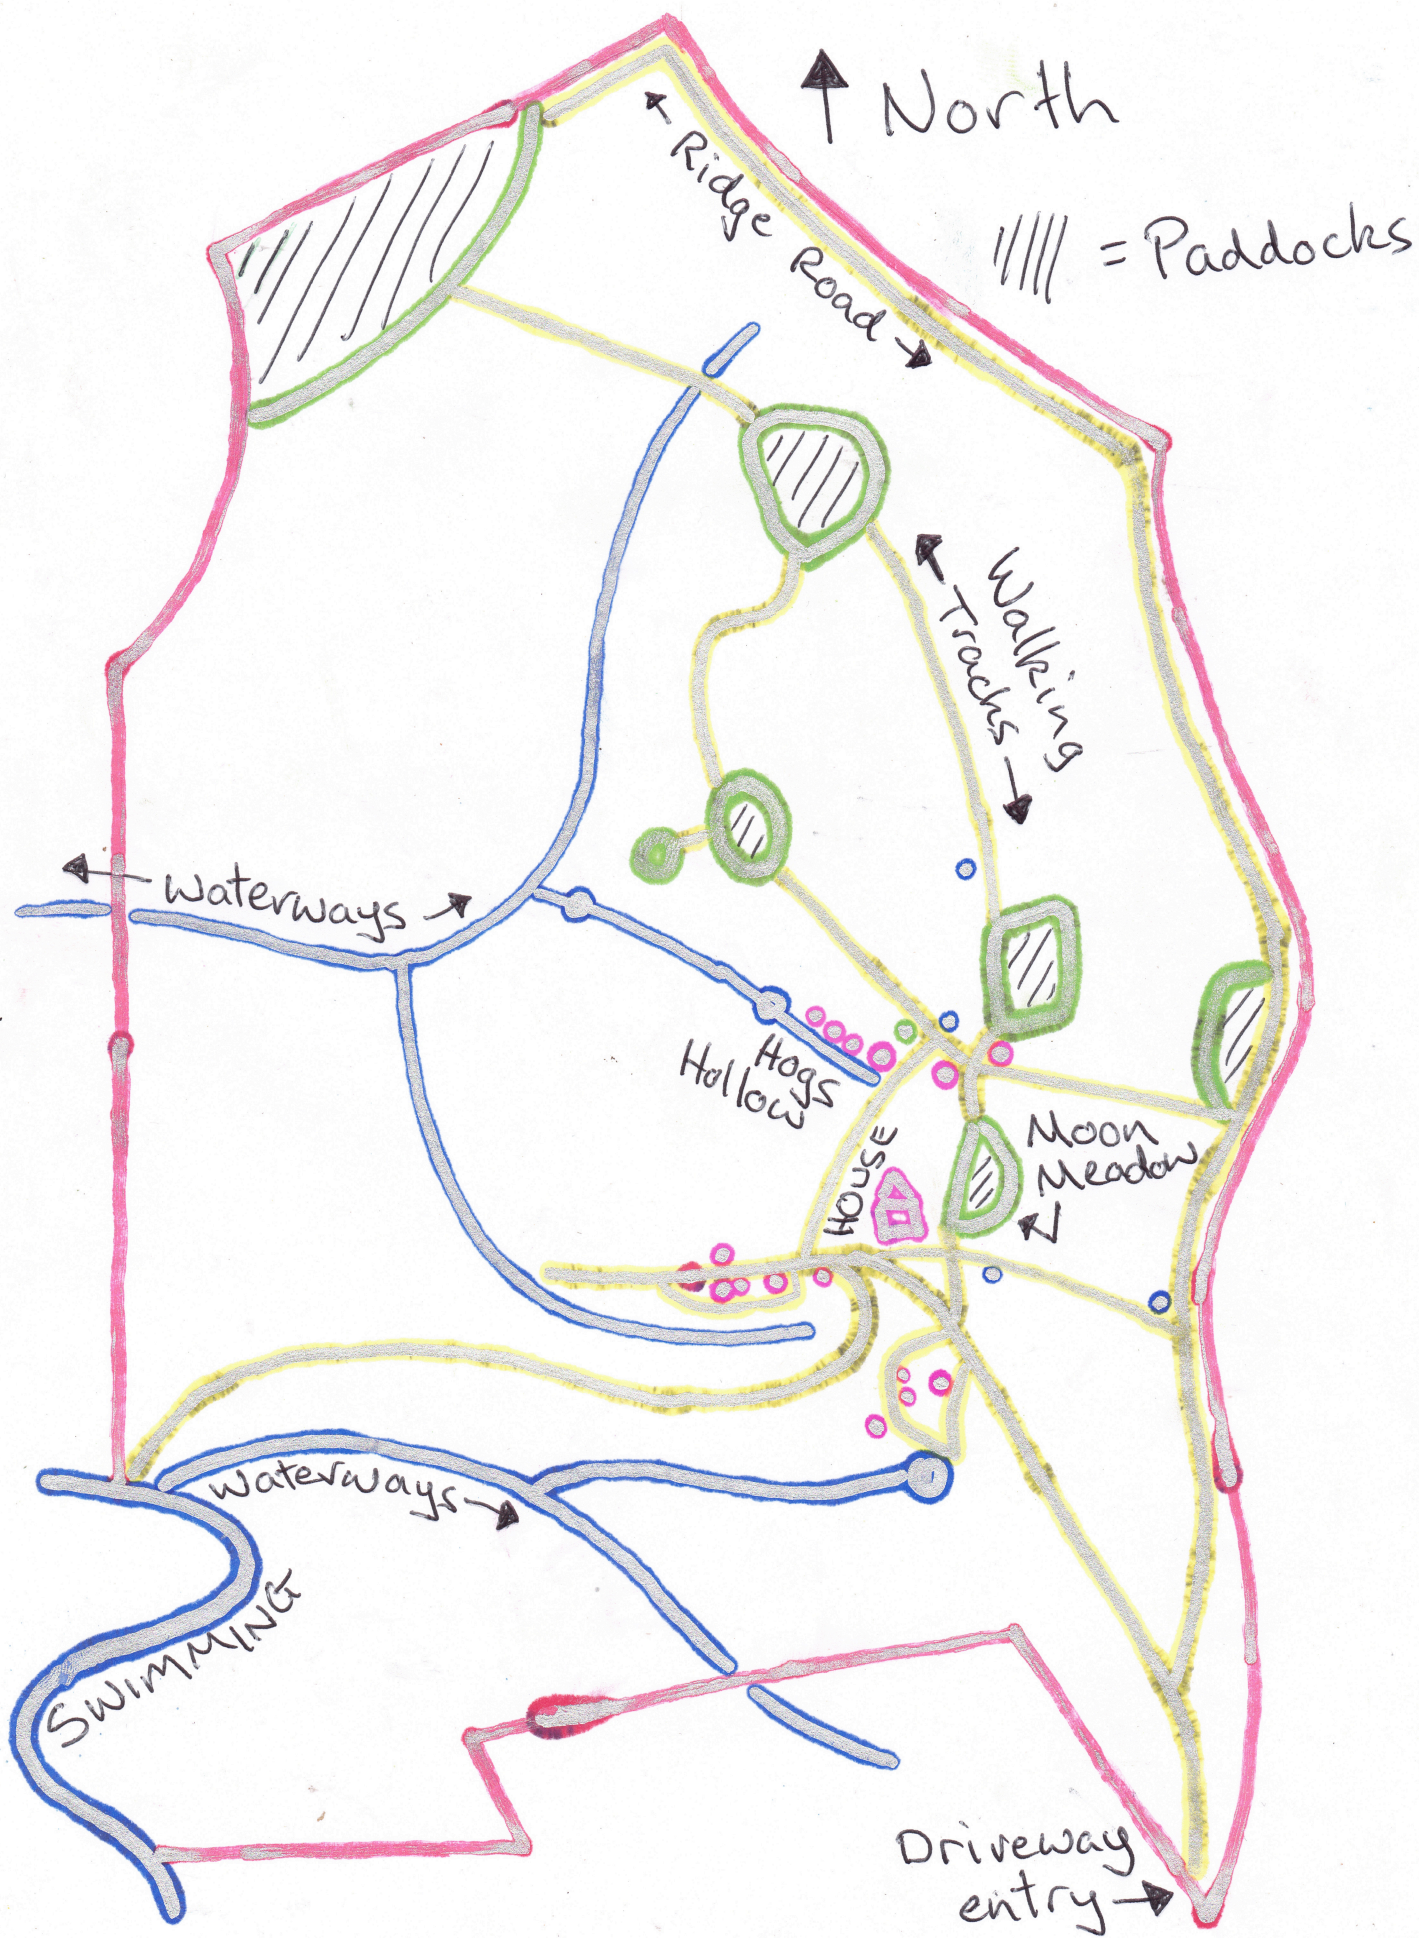 North
Ridge
Road
= Paddocks
Walking
Tracks
Waterways
Hogs
Hollow
HOUSE
Moon
Meadow
Waterways
SWIMMING
Driveway
entry